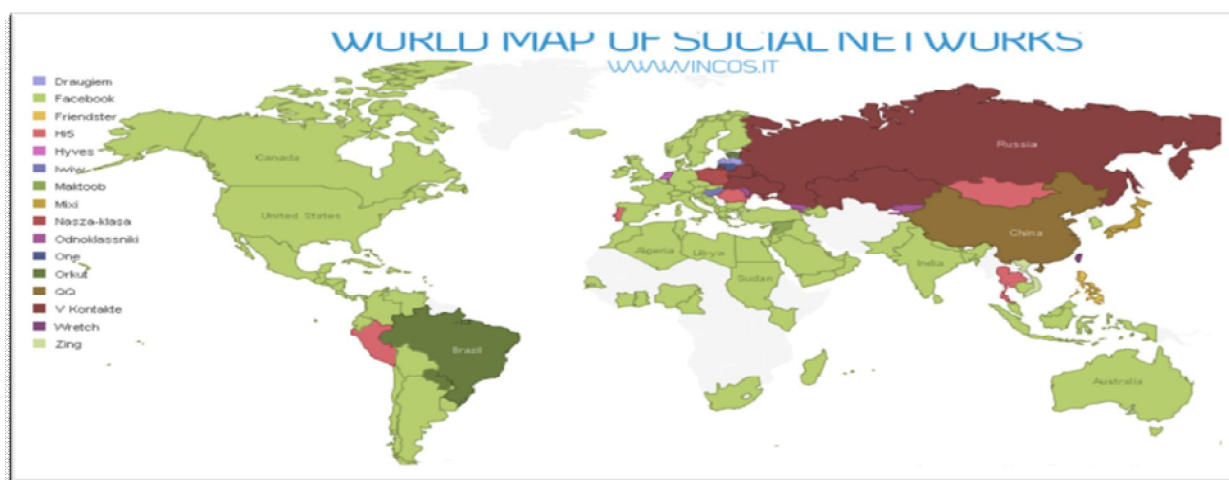 WORLD MAP OF SOCIAL NETWORKS
WWW.VINCOS.IT
Draugiem
Facebook
Friendster
Hi5
Hyves
Iwiw
Maktoob
Mixi
Nasza-klasa
Odnoklassniki
One
Orkut
QQ
V Kontakte
Wretch
Zing
Canada
United States
Brazil
Algeria
Libya
Sudan
Russia
China
India
Australia